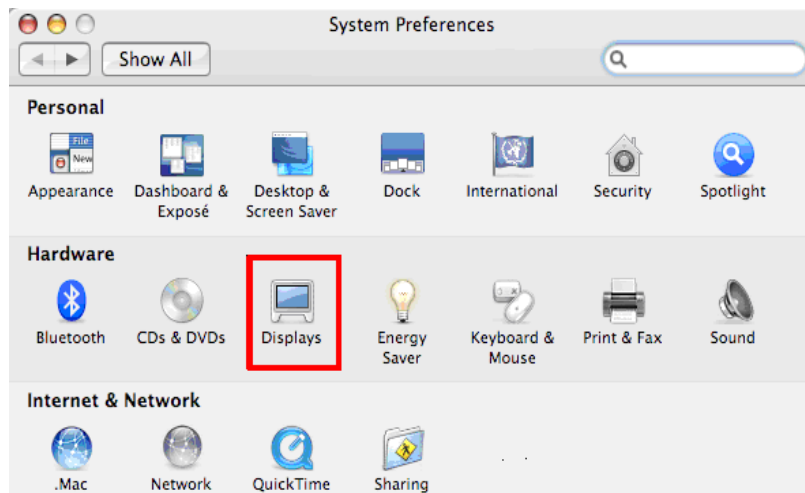 System Preferences
Show All
Personal
File
New
Appearance
Dashboard &
Exposé
Desktop &
Screen Saver
Dock
International
Security
Spotlight
Hardware
Bluetooth
CDs & DVDs
Displays
Energy
Saver
Keyboard &
Mouse
Print & Fax
Sound
Internet & Network
.Mac
Network
QuickTime
Sharing